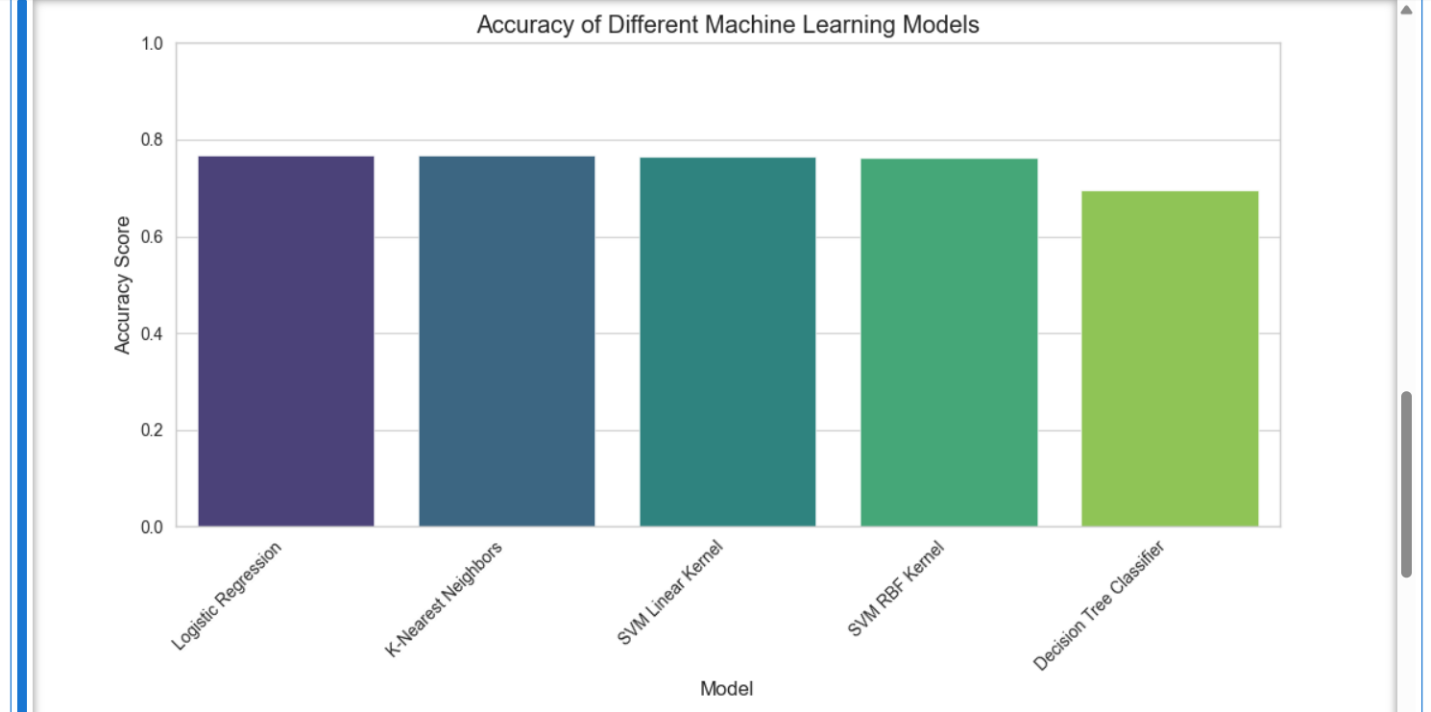 Accuracy of Different Machine Learning Models
1.0
0.8
0.6
0.4
0.2
0.0
Accuracy Score
Logistic Regression
K-Nearest Neighbors
SVM Linear Kernel
SVM RBF Kernel
Decision Tree Classifier
Model